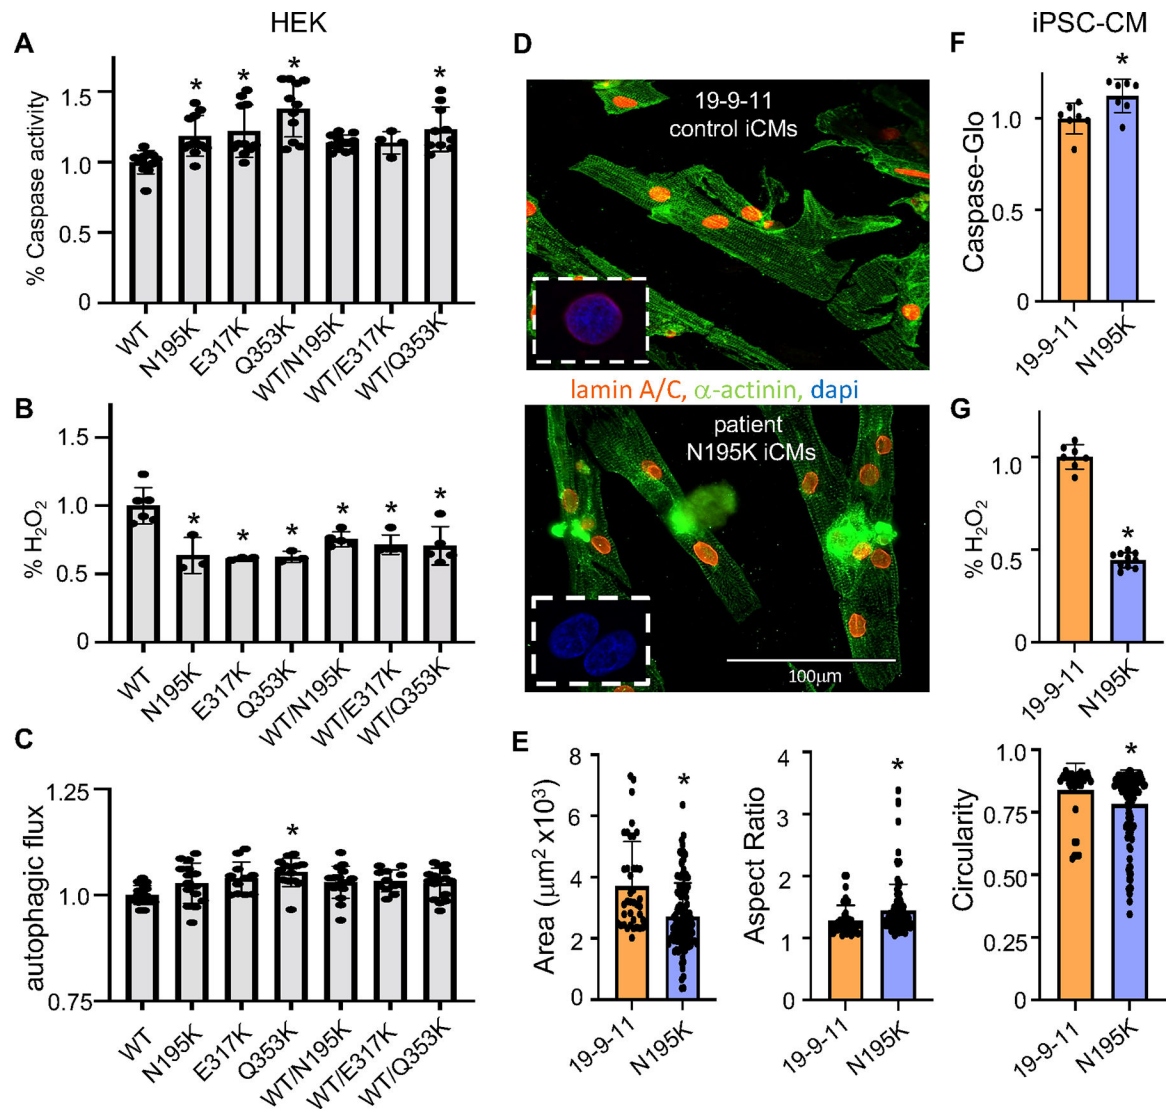 HEK
A
% Caspase activity
1.5
1.0
0.5
0
WT
N195K
E317K
Q353K
WT/N195K
WT/E317K
WT/Q353K
B
% H₂O₂
1.5
1.0
0.5
0
WT
N195K
E317K
Q353K
WT/N195K
WT/E317K
WT/Q353K
C
autophagic flux
1.25
1.0
0.75
WT
N195K
E317K
Q353K
WT/N195K
WT/E317K
WT/Q353K
D
19-9-11
control iCMs
lamin A/C, α-actinin, dapi
patient
N195K iCMs
100μm
E
Area (μm² x10³)
8
6
4
2
0
19-9-11
N195K
Aspect Ratio
4
3
2
1
0
19-9-11
N195K
Circularity
1.0
0.75
0.5
0.25
0
19-9-11
N195K
iPSC-CM
F
Caspase-Glo
1.0
0
19-9-11
N195K
G
% H₂O₂
1.0
0.5
0
19-9-11
N195K